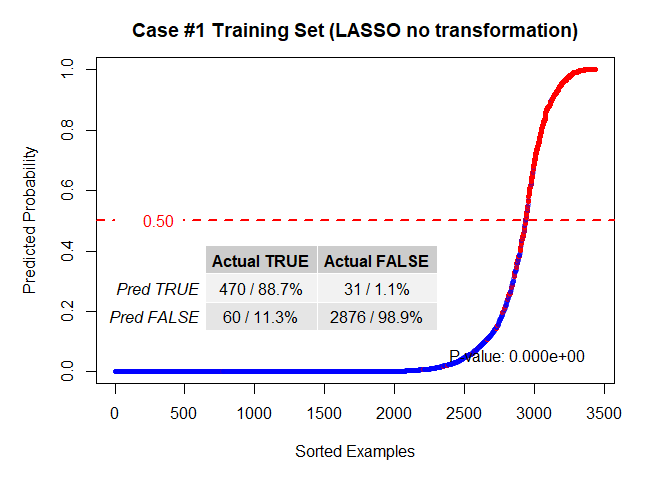 Case #1 Training Set (LASSO no transformation)
Predicted Probability
1.0
0.8
0.6
0.4
0.2
0.0
0.50
Actual TRUE Actual FALSE
Pred TRUE 470 / 88.7% 31 / 1.1%
Pred FALSE 60 / 11.3% 2876 / 98.9%
P value: 0.000e+00
0 500 1000 1500 2000 2500 3000 3500
Sorted Examples